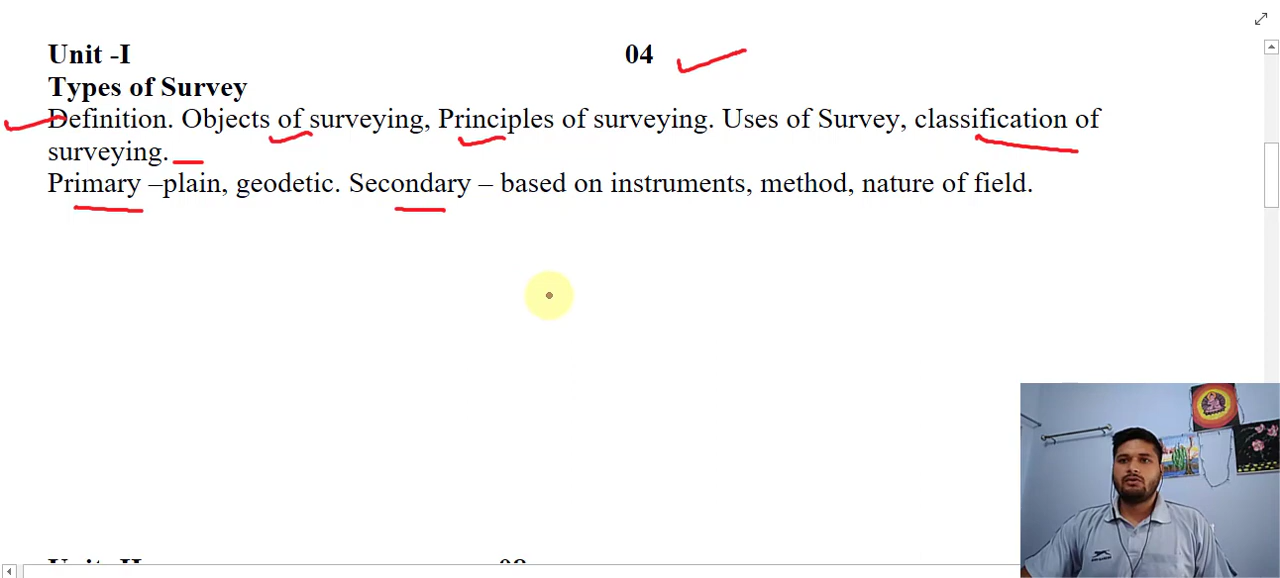 Unit -I 04
Types of Survey
Definition. Objects of surveying, Principles of surveying. Uses of Survey, classification of
surveying.
Primary –plain, geodetic. Secondary – based on instruments, method, nature of field.